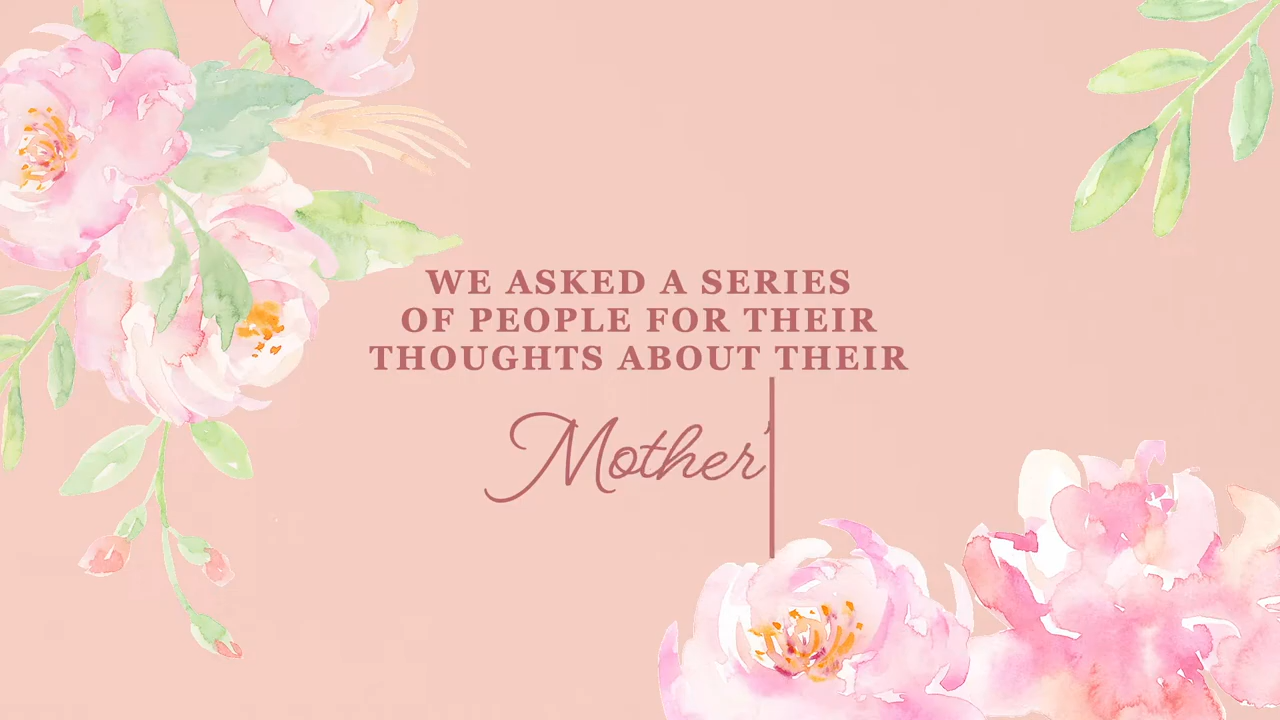 WE ASKED A SERIES
OF PEOPLE FOR THEIR
THOUGHTS ABOUT THEIR
Mother'